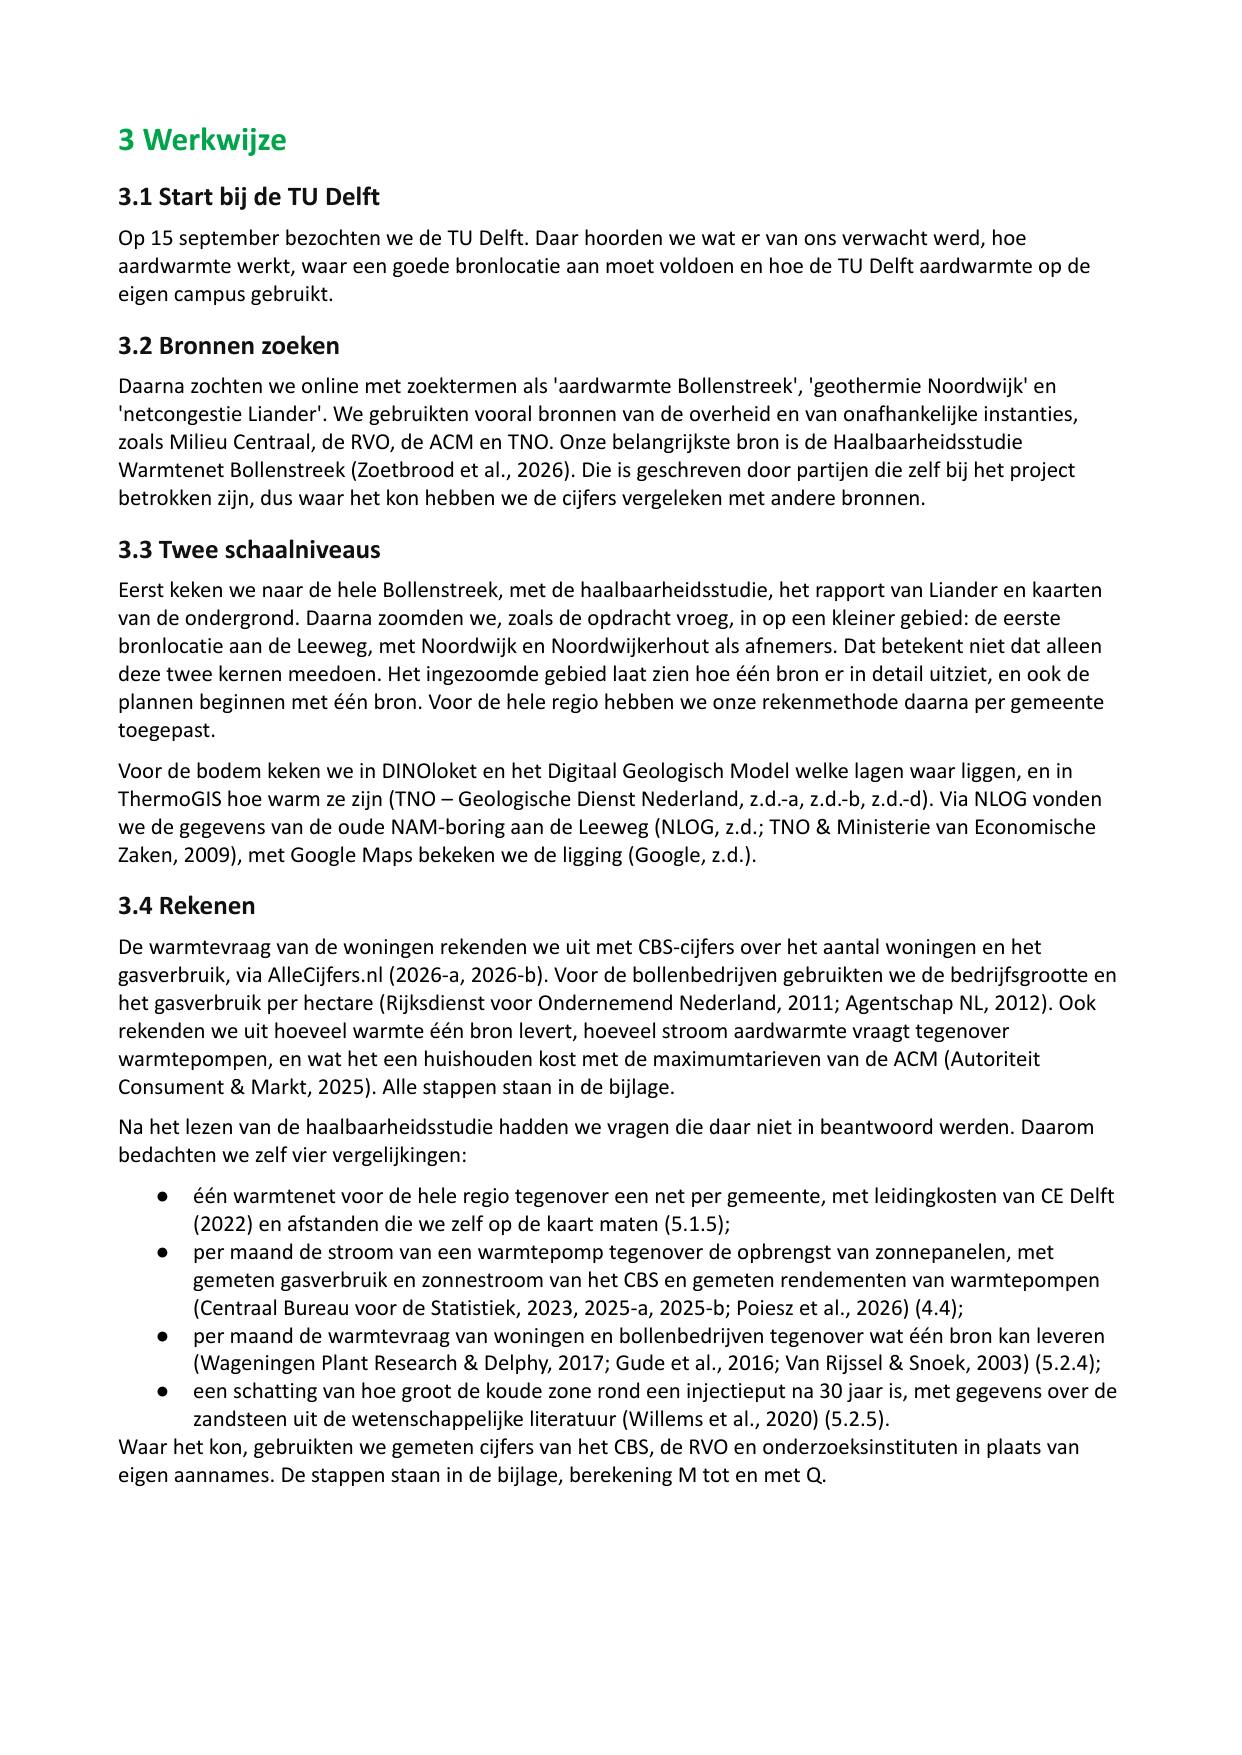 3 Werkwijze
3.1 Start bij de TU Delft
Op 15 september bezochten we de TU Delft. Daar hoorden we wat er van ons verwacht werd, hoe
aardwarmte werkt, waar een goede bronlocatie aan moet voldoen en hoe de TU Delft aardwarmte op de
eigen campus gebruikt.
3.2 Bronnen zoeken
Daarna zochten we online met zoektermen als 'aardwarmte Bollenstreek', 'geothermie Noordwijk' en
'netcongestie Liander'. We gebruikten vooral bronnen van de overheid en van onafhankelijke instanties,
zoals Milieu Centraal, de RVO, de ACM en TNO. Onze belangrijkste bron is de Haalbaarheidsstudie
Warmtenet Bollenstreek (Zoetbrood et al., 2026). Die is geschreven door partijen die zelf bij het project
betrokken zijn, dus waar het kon hebben we de cijfers vergeleken met andere bronnen.
3.3 Twee schaalniveaus
Eerst keken we naar de hele Bollenstreek, met de haalbaarheidsstudie, het rapport van Liander en kaarten
van de ondergrond. Daarna zoomden we, zoals de opdracht vroeg, in op een kleiner gebied: de eerste
bronlocatie aan de Leeweg, met Noordwijk en Noordwijkerhout als afnemers. Dat betekent niet dat alleen
deze twee kernen meedoen. Het ingezoomde gebied laat zien hoe één bron er in detail uitziet, en ook de
plannen beginnen met één bron. Voor de hele regio hebben we onze rekenmethode daarna per gemeente
toegepast.
Voor de bodem keken we in DINOloket en het Digitaal Geologisch Model welke lagen waar liggen, en in
ThermoGIS hoe warm ze zijn (TNO – Geologische Dienst Nederland, z.d.-a, z.d.-b, z.d.-d). Via NLOG vonden
we de gegevens van de oude NAM-boring aan de Leeweg (NLOG, z.d.; TNO & Ministerie van Economische
Zaken, 2009), met Google Maps bekeken we de ligging (Google, z.d.).
3.4 Rekenen
De warmtevraag van de woningen rekenden we uit met CBS-cijfers over het aantal woningen en het
gasverbruik, via AlleCijfers.nl (2026-a, 2026-b). Voor de bollenbedrijven gebruikten we de bedrijfsgrootte en
het gasverbruik per hectare (Rijksdienst voor Ondernemend Nederland, 2011; Agentschap NL, 2012). Ook
rekenden we uit hoeveel warmte één bron levert, hoeveel stroom aardwarmte vraagt tegenover
warmtepompen, en wat het een huishouden kost met de maximumtarieven van de ACM (Autoriteit
Consument & Markt, 2025). Alle stappen staan in de bijlage.
Na het lezen van de haalbaarheidsstudie hadden we vragen die daar niet in beantwoord werden. Daarom
bedachten we zelf vier vergelijkingen:
● één warmtenet voor de hele regio tegenover een net per gemeente, met leidingkosten van CE Delft
(2022) en afstanden die we zelf op de kaart maten (5.1.5);
● per maand de stroom van een warmtepomp tegenover de opbrengst van zonnepanelen, met
gemeten gasverbruik en zonnestroom van het CBS en gemeten rendementen van warmtepompen
(Centraal Bureau voor de Statistiek, 2023, 2025-a, 2025-b; Poiesz et al., 2026) (4.4);
● per maand de warmtevraag van woningen en bollenbedrijven tegenover wat één bron kan leveren
(Wageningen Plant Research & Delphy, 2017; Gude et al., 2016; Van Rijssel & Snoek, 2003) (5.2.4);
● een schatting van hoe groot de koude zone rond een injectieput na 30 jaar is, met gegevens over de
zandsteen uit de wetenschappelijke literatuur (Willems et al., 2020) (5.2.5).
Waar het kon, gebruikten we gemeten cijfers van het CBS, de RVO en onderzoeksinstituten in plaats van
eigen aannames. De stappen staan in de bijlage, berekening M tot en met Q.